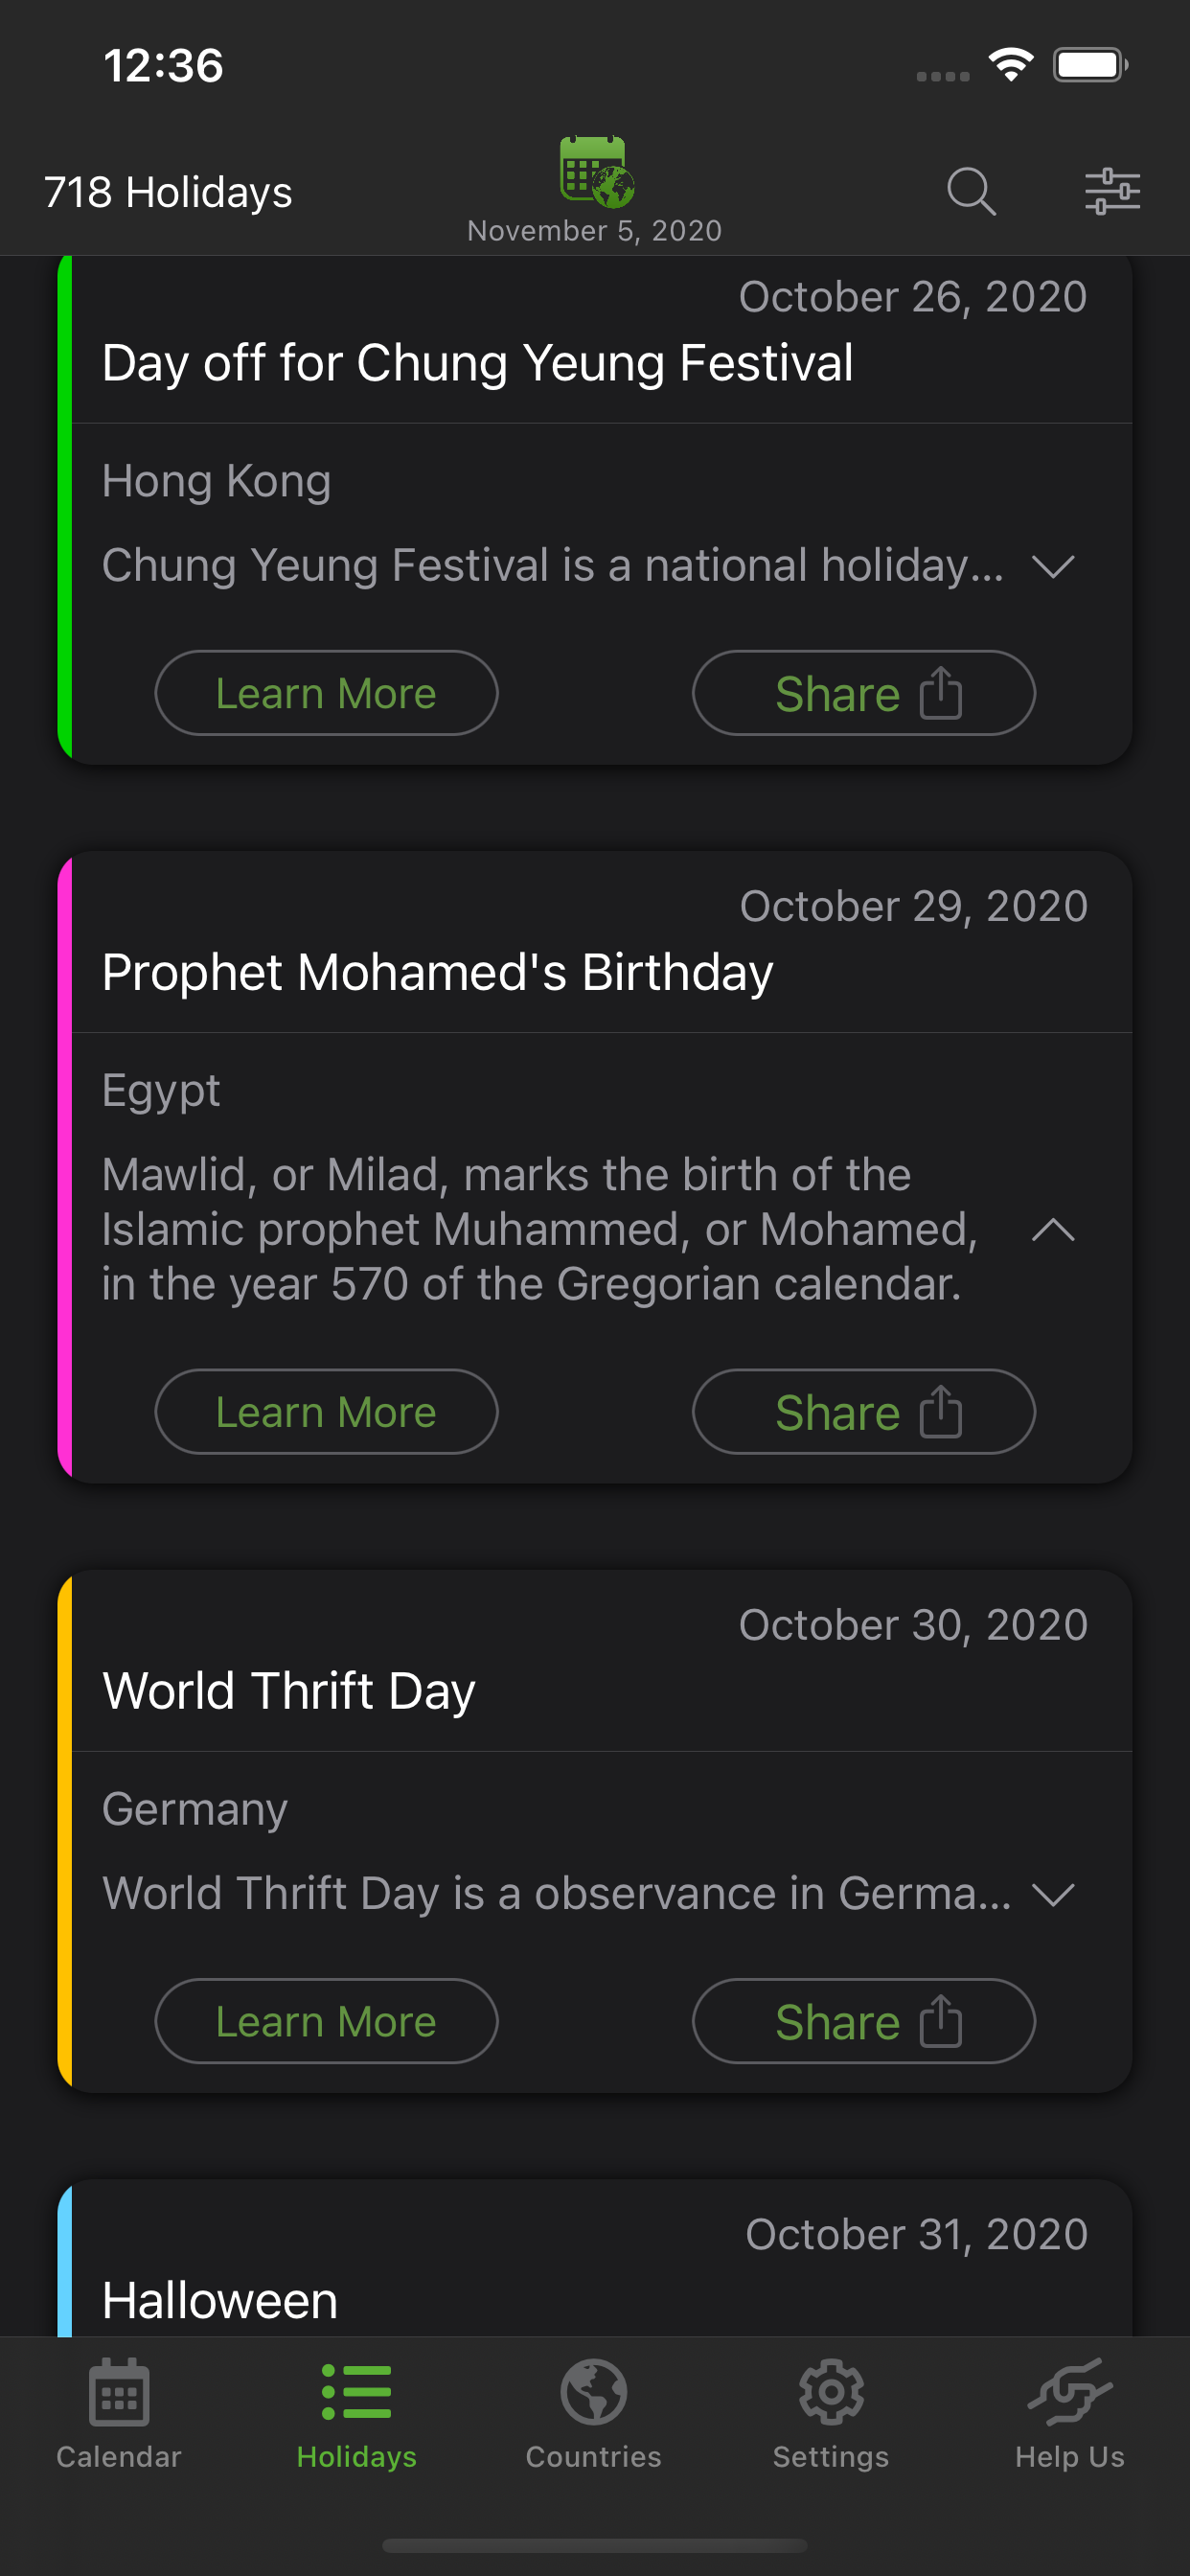 12:36
718 Holidays
November 5, 2020
October 26, 2020
Day off for Chung Yeung Festival
Hong Kong
Chung Yeung Festival is a national holiday...
Learn More
Share
October 29, 2020
Prophet Mohamed's Birthday
Egypt
Mawlid, or Milad, marks the birth of the
Islamic prophet Muhammed, or Mohamed,
in the year 570 of the Gregorian calendar.
Learn More
Share
October 30, 2020
World Thrift Day
Germany
World Thrift Day is a observance in Germa...
Learn More
Share
October 31, 2020
Halloween
Calendar
Holidays
Countries
Settings
Help Us